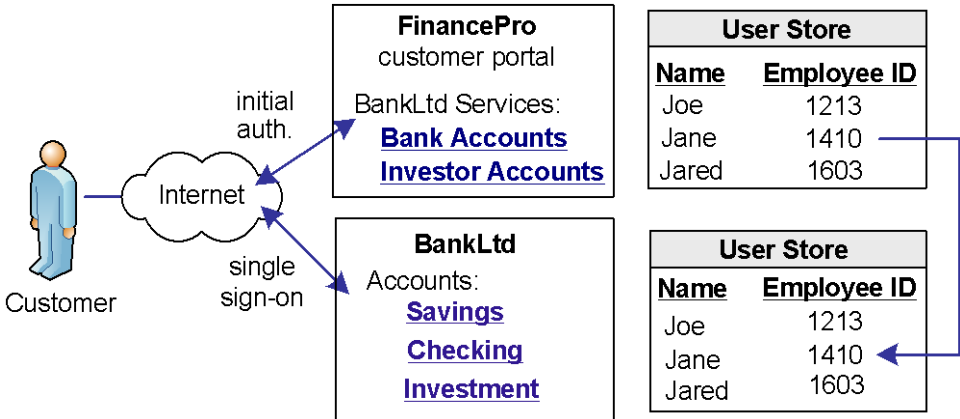 FinancePro
customer portal
BankLtd Services:
Bank Accounts
Investor Accounts
initial
auth.
Internet
Customer
single
sign-on
BankLtd
Accounts:
Savings
Checking
Investment
User Store
Name Employee ID
Joe 1213
Jane 1410
Jared 1603
User Store
Name Employee ID
Joe 1213
Jane 1410
Jared 1603